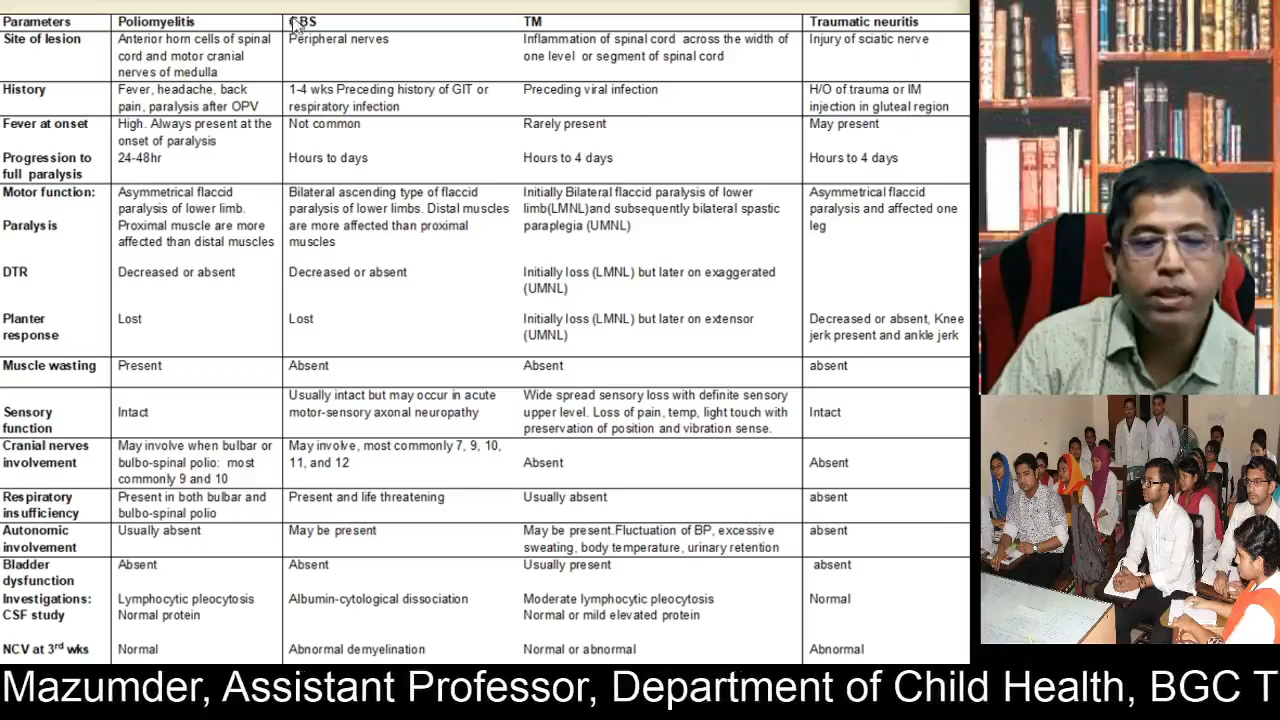 Parameters Poliomyelitis GBS TM Traumatic neuritis
Site of lesion Anterior horn cells of spinal Peripheral nerves Inflammation of spinal cord across the width of Injury of sciatic nerve
cord and motor cranial one level or segment of spinal cord
nerves of medulla
History Fever, headache, back 1-4 wks Preceding history of GIT or Preceding viral infection H/O of trauma or IM
pain, paralysis after OPV respiratory infection injection in gluteal region
Fever at onset High. Always present at the Not common Rarely present May present
onset of paralysis
Progression to 24-48hr Hours to days Hours to 4 days Hours to 4 days
full paralysis
Motor function: Asymmetrical flaccid Bilateral ascending type of flaccid Initially Bilateral flaccid paralysis of lower Asymmetrical flaccid
paralysis of lower limb. paralysis of lower limbs. Distal muscles limb(LMNL)and subsequently bilateral spastic paralysis and affected one
Paralysis Proximal muscle are more are more affected than proximal paraplegia (UMNL) leg
affected than distal muscles muscles
DTR Decreased or absent Decreased or absent Initially loss (LMNL) but later on exaggerated
(UMNL)
Planter Lost Lost Initially loss (LMNL) but later on extensor Decreased or absent, Knee
response (UMNL) jerk present and ankle jerk
Muscle wasting Present Absent Absent absent
Usually intact but may occur in acute Wide spread sensory loss with definite sensory
Sensory Intact motor-sensory axonal neuropathy upper level. Loss of pain, temp, light touch with Intact
function preservation of position and vibration sense.
Cranial nerves May involve when bulbar or May involve, most commonly 7, 9, 10,
involvement bulbo-spinal polio: most 11, and 12 Absent Absent
commonly 9 and 10
Respiratory Present in both bulbar and Present and life threatening Usually absent absent
insufficiency bulbo-spinal polio
Autonomic Usually absent May be present May be present.Fluctuation of BP, excessive absent
involvement sweating, body temperature, urinary retention
Bladder Absent Absent Usually present absent
dysfunction
Investigations: Lymphocytic pleocytosis Albumin-cytological dissociation Moderate lymphocytic pleocytosis Normal
CSF study Normal protein Normal or mild elevated protein
NCV at 3rd wks Normal Abnormal demyelination Normal or abnormal Abnormal
Mazumder, Assistant Professor, Department of Child Health, BGC T